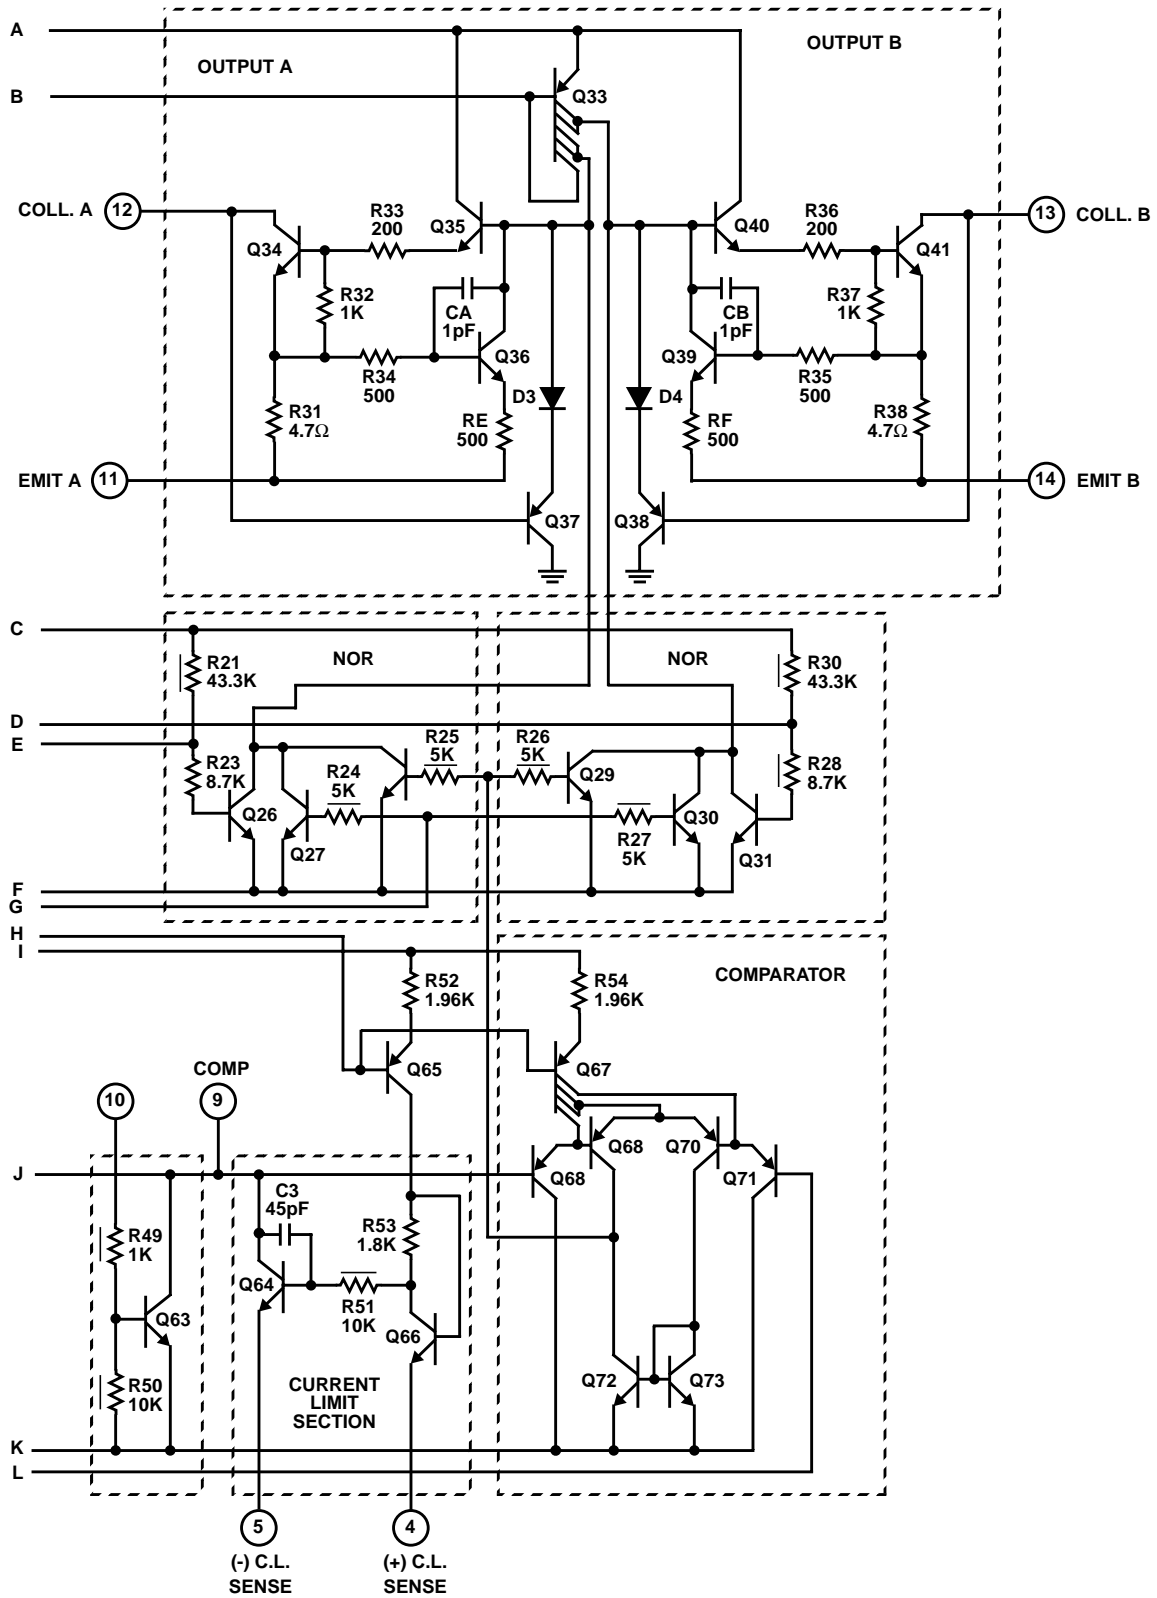 A
OUTPUT B
OUTPUT A
B
Q33
COLL. A
12
R33
200
Q35
Q40
R36
200
13
COLL. B
Q34
Q41
R32
1K
CA
1pF
CB
1pF
R37
1K
Q36
Q39
R34
500
R35
500
D3
D4
R31
4.7Ω
RE
500
RF
500
R38
4.7Ω
EMIT A
11
14
EMIT B
Q37
Q38
C
R21
43.3K
NOR
NOR
R30
43.3K
D
E
R25
5K
R26
5K
R23
8.7K
R24
5K
Q29
R28
8.7K
Q26
Q27
R27
5K
Q30
Q31
F
G
H
I
R52
1.96K
R54
1.96K
COMPARATOR
COMP
Q65
Q67
10
9
Q68
Q70
J
Q68
Q71
C3
45pF
R53
1.8K
R49
1K
Q64
R51
10K
Q63
Q66
R50
10K
CURRENT
LIMIT
SECTION
Q72
Q73
K
L
5
4
(-) C.L.
SENSE
(+) C.L.
SENSE